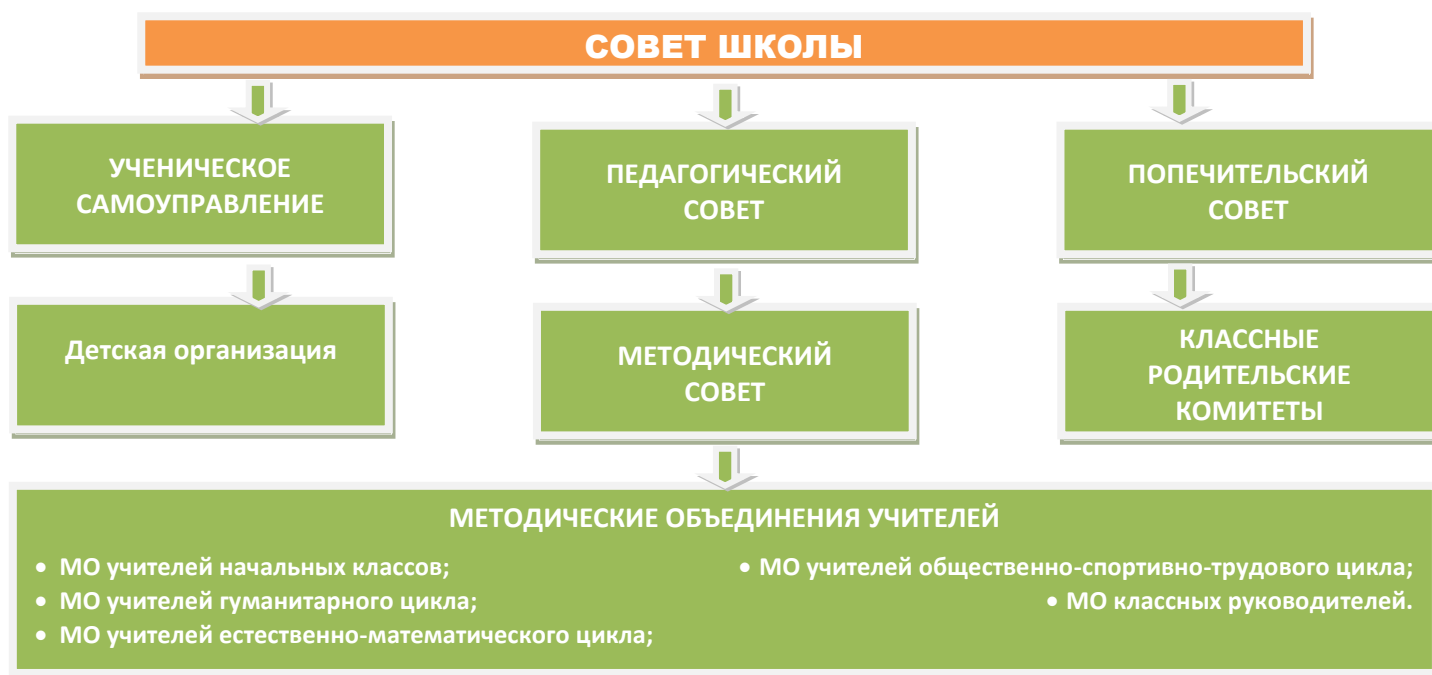 СОВЕТ ШКОЛЫ
УЧЕНИЧЕСКОЕ
САМОУПРАВЛЕНИЕ
ПЕДАГОГИЧЕСКИЙ
СОВЕТ
ПОПЕЧИТЕЛЬСКИЙ
СОВЕТ
Детская организация
МЕТОДИЧЕСКИЙ
СОВЕТ
КЛАССНЫЕ
РОДИТЕЛЬСКИЕ
КОМИТЕТЫ
МЕТОДИЧЕСКИЕ ОБЪЕДИНЕНИЯ УЧИТЕЛЕЙ
• МО учителей начальных классов;
• МО учителей гуманитарного цикла;
• МО учителей естественно-математического цикла;
• МО учителей общественно-спортивно-трудового цикла;
• МО классных руководителей.